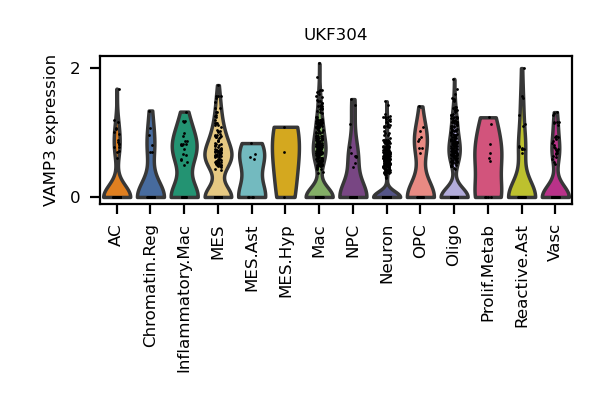 UKF304
VAMP3 expression
2
0
AC
Chromatin.Reg
Inflammatory.Mac
MES
MES.Ast
MES.Hyp
Mac
NPC
Neuron
OPC
Oligo
Prolif.Metab
Reactive.Ast
Vasc